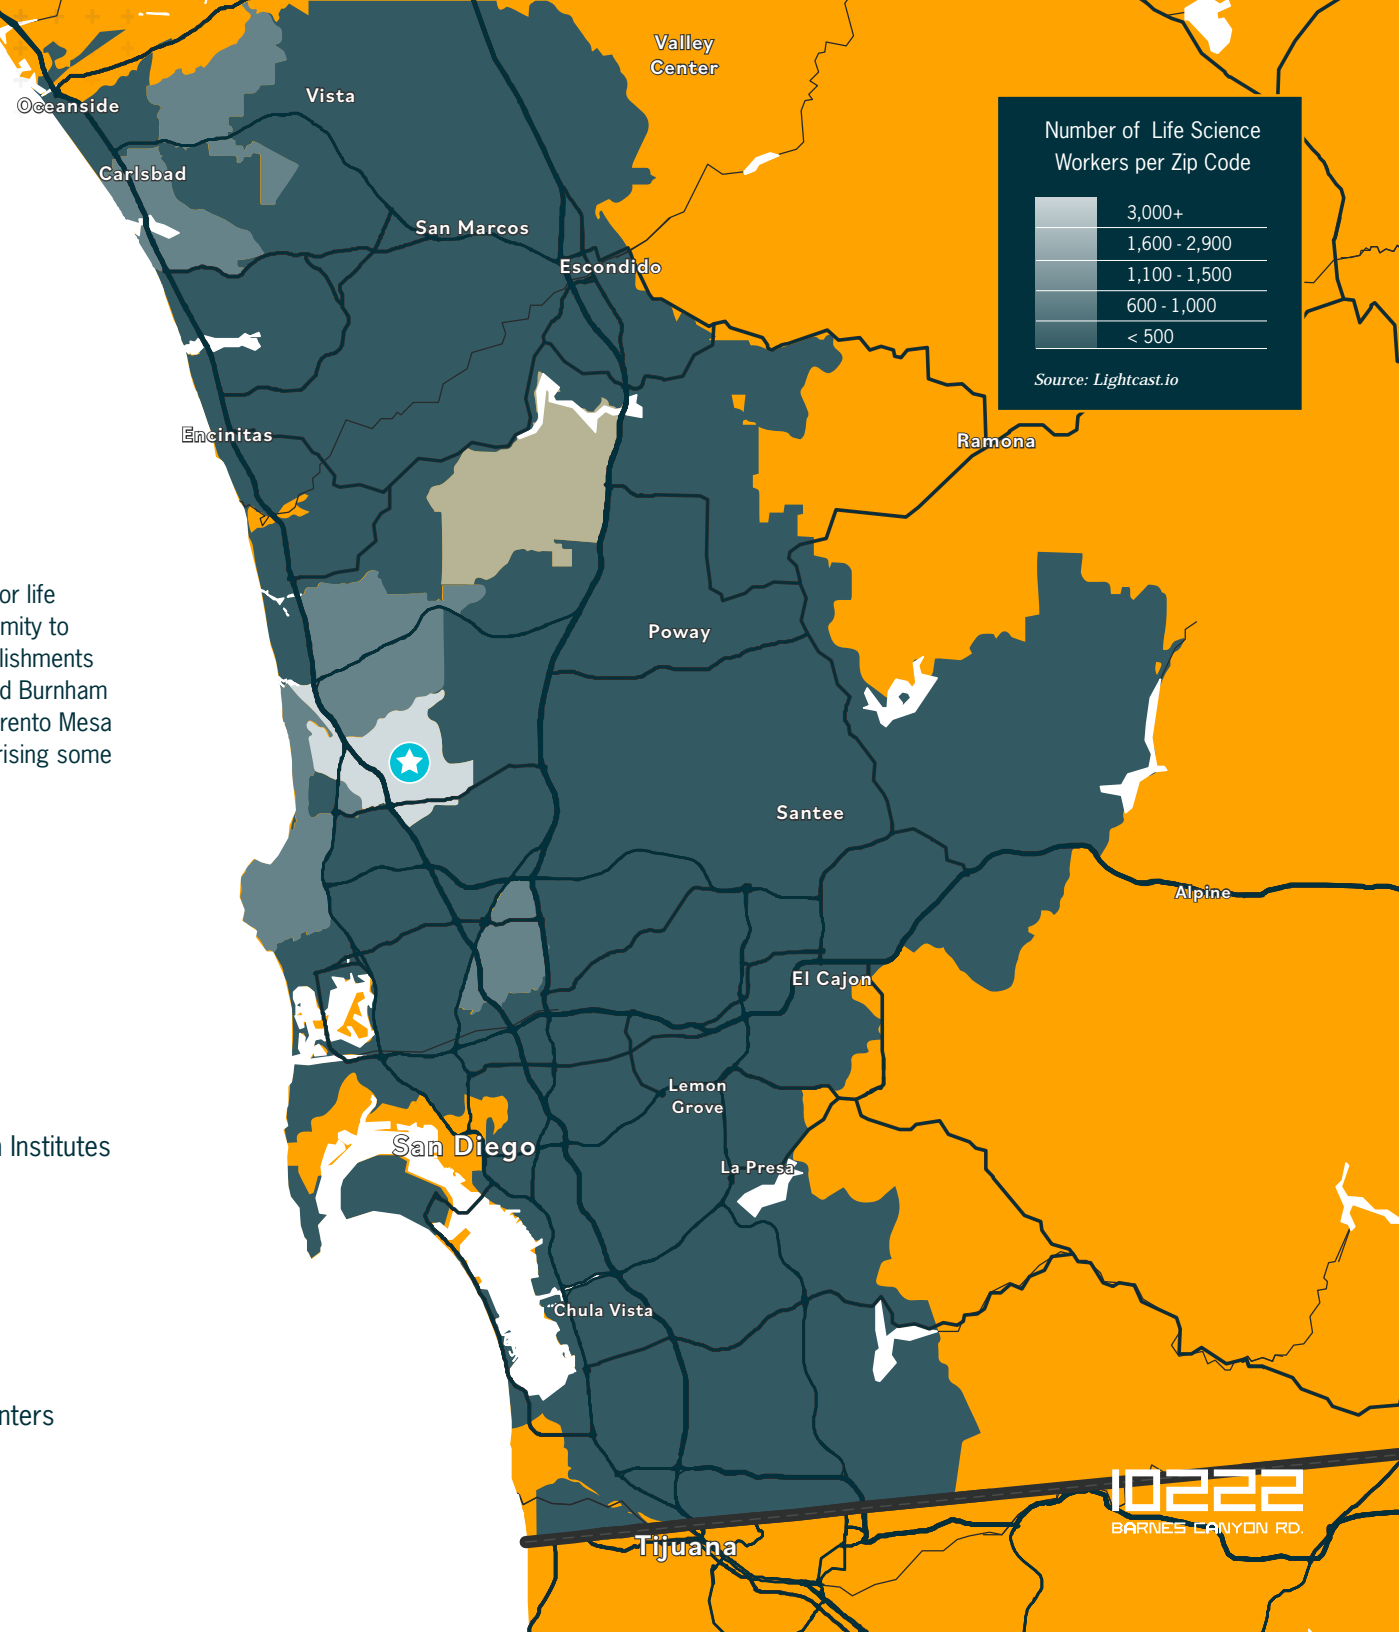 Valley
Center
Oceanside
Vista
Carlsbad
San Marcos
Escondido
Encinitas
Ramona
Number of Life Science
Workers per Zip Code
3,000+
1,600 - 2,900
1,100 - 1,500
600 - 1,000
< 500
Source: Lightcast.io
or life
mity to
lishments
d Burnham
rento Mesa
rising some
Poway
Santee
Alpine
El Cajon
Lemon
Grove
San Diego
La Presa
Institutes
Chula Vista
nters
Tijuana
10222
BARNES CANYON RD.